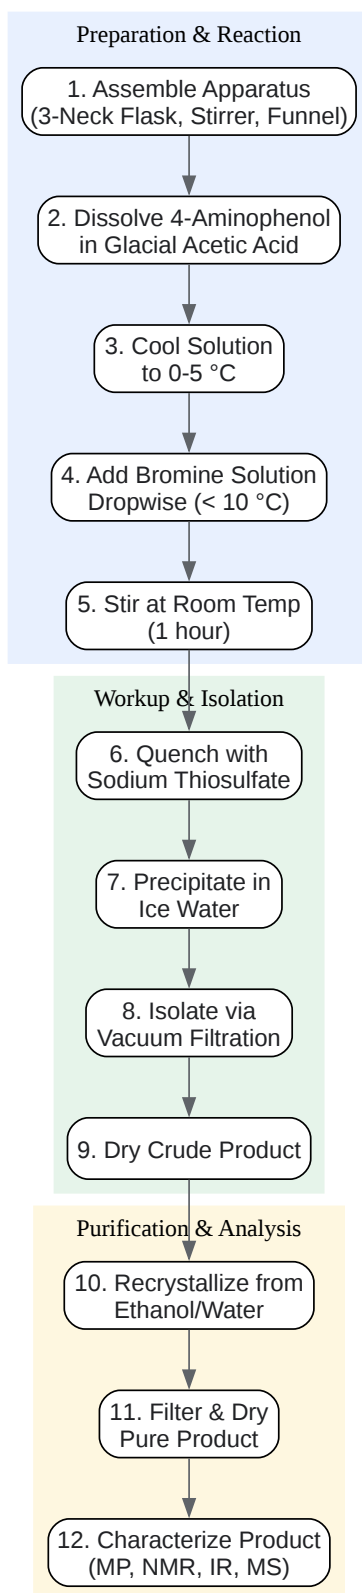 Preparation & Reaction
1. Assemble Apparatus
(3-Neck Flask, Stirrer, Funnel)
2. Dissolve 4-Aminophenol
in Glacial Acetic Acid
3. Cool Solution
to 0-5 °C
4. Add Bromine Solution
Dropwise (< 10 °C)
5. Stir at Room Temp
(1 hour)
Workup & Isolation
6. Quench with
Sodium Thiosulfate
7. Precipitate in
Ice Water
8. Isolate via
Vacuum Filtration
9. Dry Crude Product
Purification & Analysis
10. Recrystallize from
Ethanol/Water
11. Filter & Dry
Pure Product
12. Characterize Product
(MP, NMR, IR, MS)